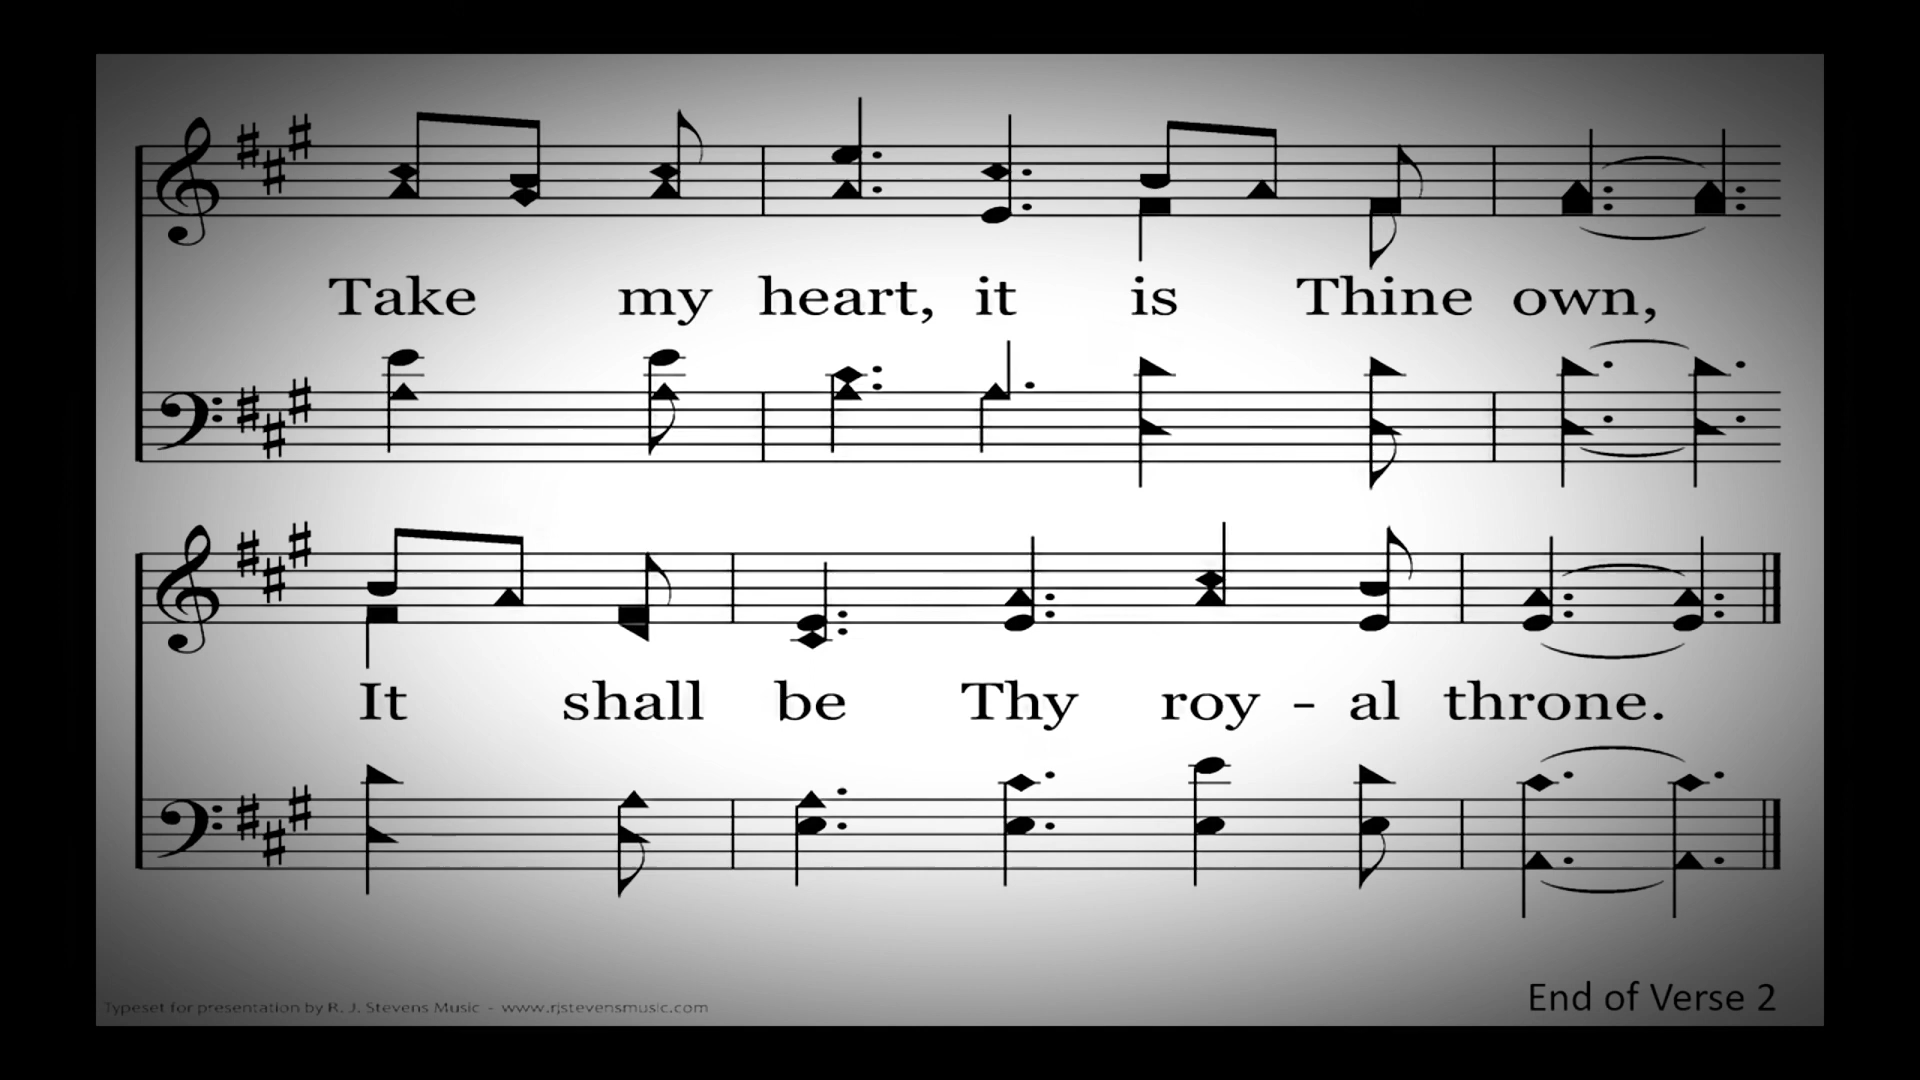 Take my heart, it is Thine own,
It shall be Thy roy - al throne.
Typeset for presentation by R. J. Stevens Music - www.rjstevensmusic.com
End of Verse 2